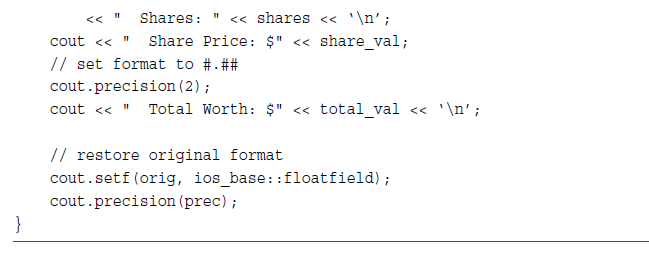 << "  Shares: " << shares << ‘\n’;
    cout << "  Share Price: $" << share_val;
    // set format to #.##
    cout.precision(2);
    cout << "  Total Worth: $" << total_val << ‘\n’;

    // restore original format
    cout.setf(orig, ios_base::floatfield);
    cout.precision(prec);
}